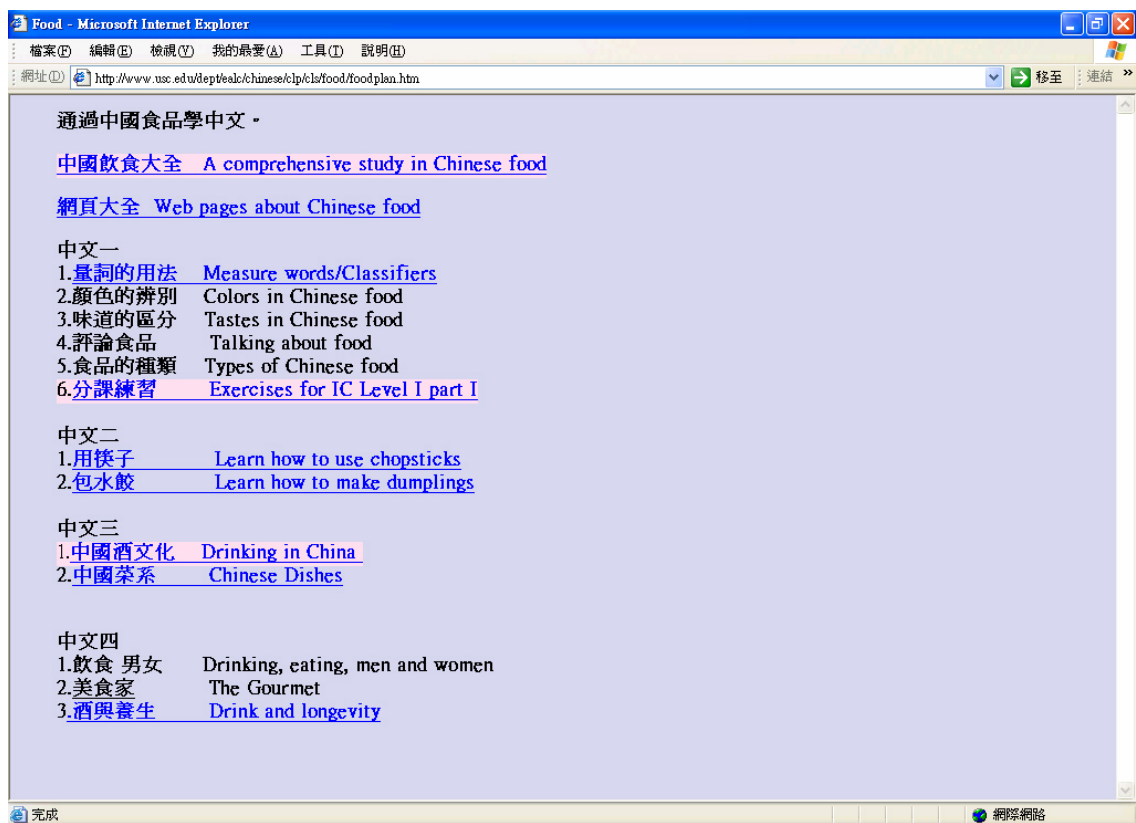 Food - Microsoft Internet Explorer
檔案(F) 編輯(E) 檢視(V) 我的最愛(A) 工具(T) 說明(H)
網址(D) http://www.usc.edu/dept/ealc/chinese/clp/cls/food/foodplan.htm 移至 連結 »
通過中國食品學中文。
中國飲食大全 A comprehensive study in Chinese food
網頁大全 Web pages about Chinese food
中文一
1.量詞的用法 Measure words/Classifiers
2.顏色的辨別 Colors in Chinese food
3.味道的區分 Tastes in Chinese food
4.評論食品 Talking about food
5.食品的種類 Types of Chinese food
6.分課練習 Exercises for IC Level I part I
中文二
1.用筷子 Learn how to use chopsticks
2.包水餃 Learn how to make dumplings
中文三
1.中國酒文化 Drinking in China
2.中國菜系 Chinese Dishes
中文四
1.飲食 男女 Drinking, eating, men and women
2.美食家 The Gourmet
3.酒與養生 Drink and longevity
完成 網際網路